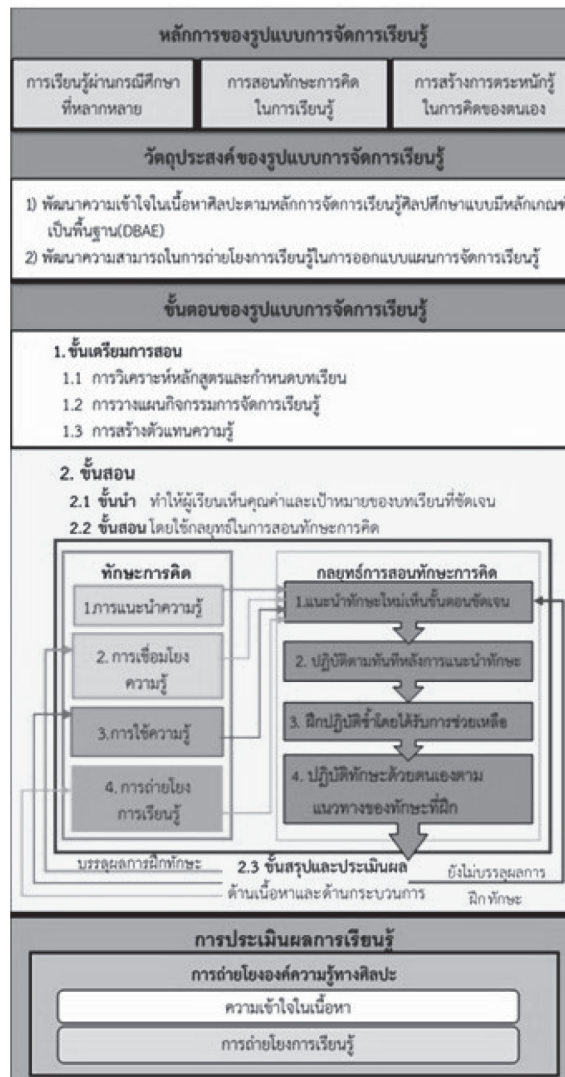 หลักการของรูปแบบการจัดการเรียนรู้
การเรียนรู้ผ่านกรณีศึกษา
ที่หลากหลาย
การสอนทักษะการคิด
ในการเรียนรู้
การสร้างการตระหนักรู้
ในการคิดของตนเอง
วัตถุประสงค์ของรูปแบบการจัดการเรียนรู้
1) พัฒนาความเข้าใจในเนื้อหาศิลปะตามหลักการจัดการเรียนรู้ศิลปศึกษาแบบมีหลักเกณฑ์
เป็นพื้นฐาน(DBAE)
2) พัฒนาความสามารถในการถ่ายโยงการเรียนรู้ในการออกแบบแผนการจัดการเรียนรู้
ขั้นตอนของรูปแบบการจัดการเรียนรู้
1. ขั้นเตรียมการสอน
1.1 การวิเคราะห์หลักสูตรและกำหนดบทเรียน
1.2 การวางแผนกิจกรรมการจัดการเรียนรู้
1.3 การสร้างตัวแทนความรู้
2. ขั้นสอน
2.1 ขั้นนำ ทำให้ผู้เรียนเห็นคุณค่าและเป้าหมายของบทเรียนที่ชัดเจน
2.2 ขั้นสอน โดยใช้กลยุทธ์ในการสอนทักษะการคิด
ทักษะการคิด
1.การแนะนำความรู้
2. การเชื่อมโยง
ความรู้
3.การใช้ความรู้
4. การถ่ายโยง
การเรียนรู้
กลยุทธ์การสอนทักษะการคิด
1.แนะนำทักษะใหม่เห็นขั้นตอนชัดเจน
2. ปฏิบัติตามทันทีหลังการแนะนำทักษะ
3. ฝึกปฏิบัติซ้ำโดยได้รับการช่วยเหลือ
4. ปฏิบัติทักษะด้วยตนเองตาม
แนวทางของทักษะที่ฝึก
บรรลุผลการฝึกทักษะ
2.3 ขั้นสรุปและประเมินผล
ด้านเนื้อหาและด้านกระบวนการ
ยังไม่บรรลุผลการ
ฝึกทักษะ
การประเมินผลการเรียนรู้
การถ่ายโยงองค์ความรู้ทางศิลปะ
ความเข้าใจในเนื้อหา
การถ่ายโยงการเรียนรู้